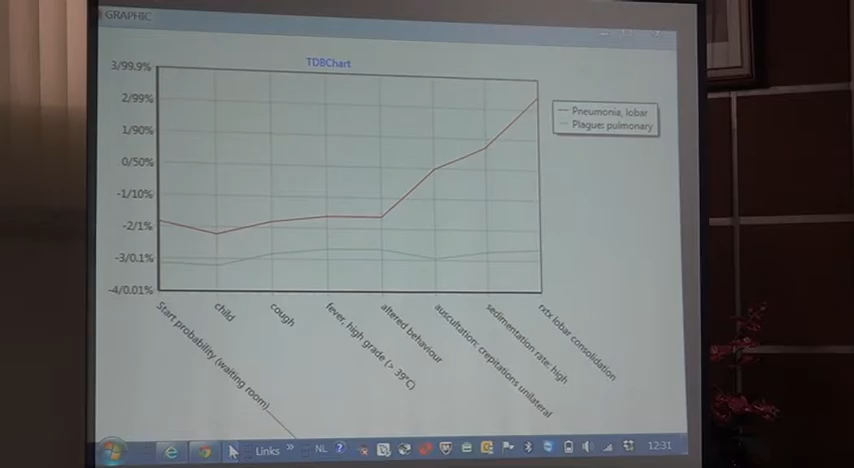 GRAPHIC
TDBChart
3/99.9%
2/99%
1/90%
0/50%
-1/10%
-2/1%
-3/0.1%
-4/0.01%
Pneumonia, lobar
Plague: pulmonary
Start probability (waiting room)
child
cough
fever, high grade (> 39°C)
altered behaviour
auscultation: crepitations unilateral
sedimentation rate: high
rxtx lobar consolidation
Links » NL 12:31